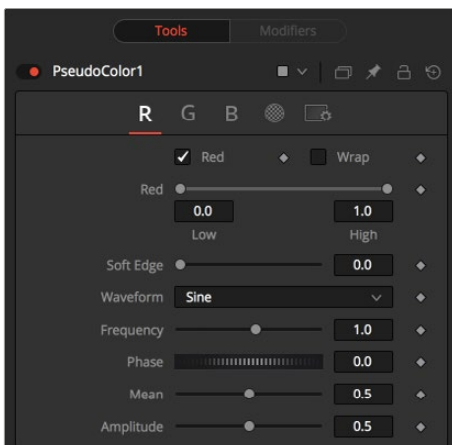 Tools Modifiers
PseudoColor1
R G B
Red Wrap
Red
0.0 1.0
Low High
Soft Edge 0.0
Waveform Sine
Frequency 1.0
Phase 0.0
Mean 0.5
Amplitude 0.5